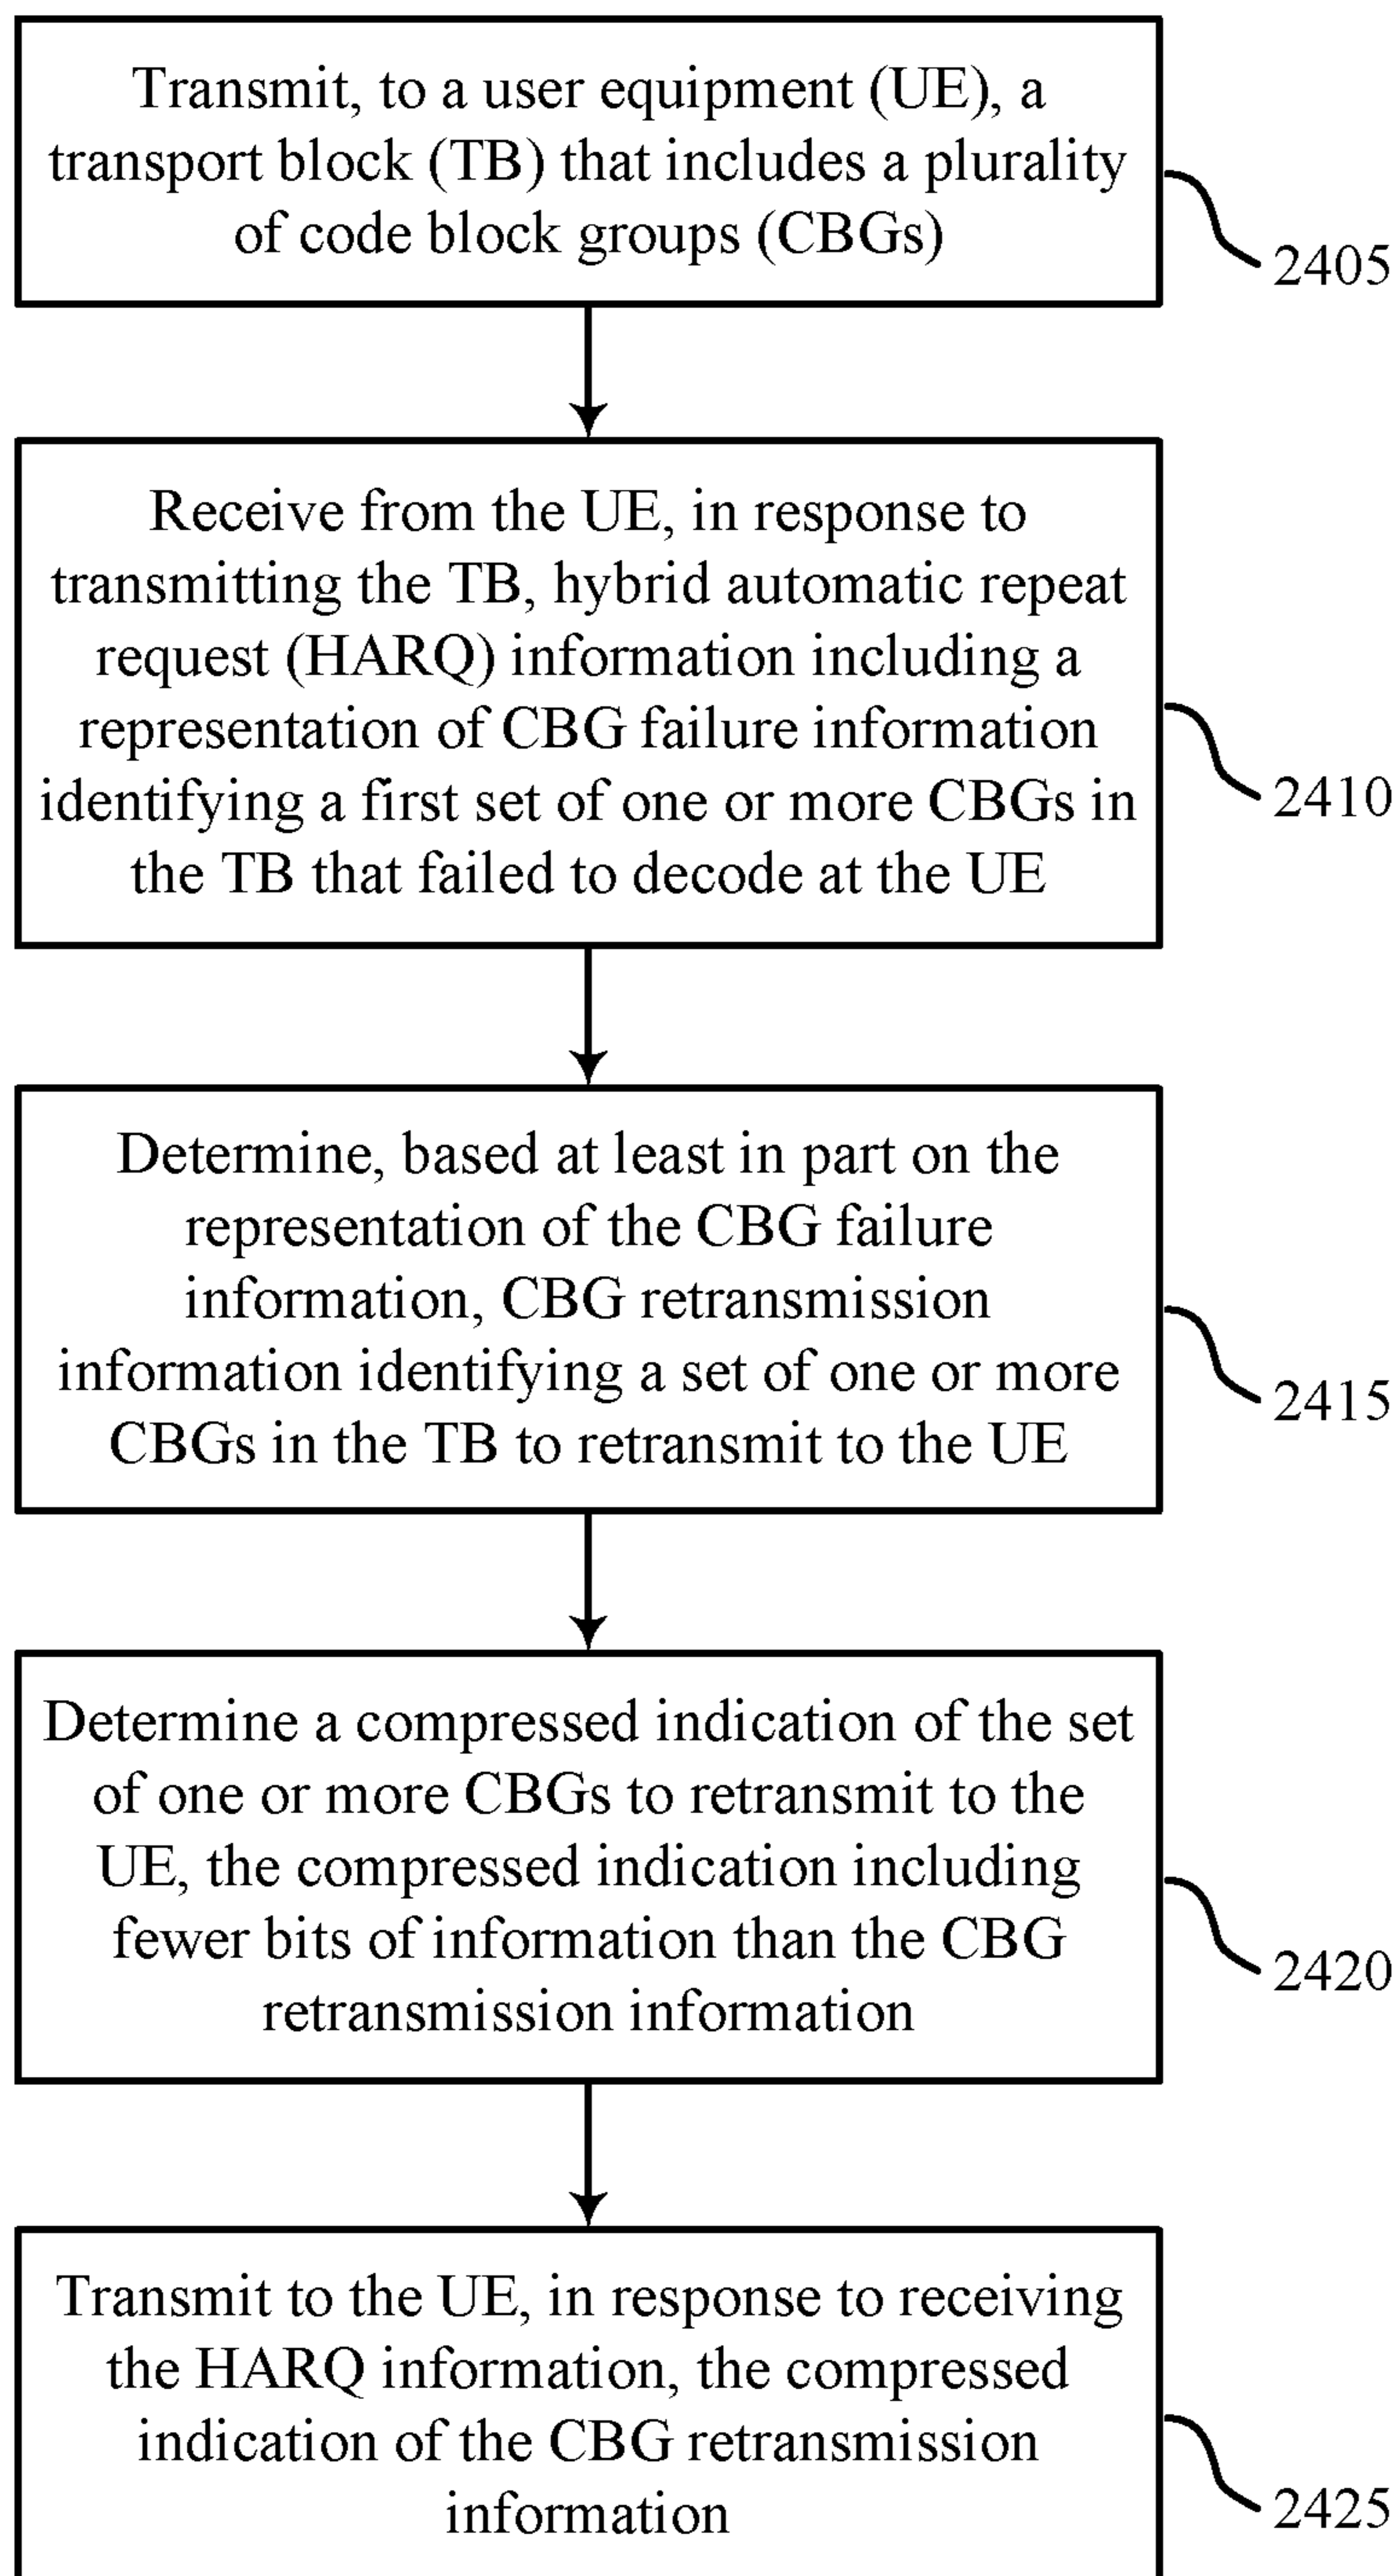 Transmit, to a user equipment (UE), a
transport block (TB) that includes a plurality
of code block groups (CBGs)
2405
Receive from the UE, in response to
transmitting the TB, hybrid automatic repeat
request (HARQ) information including a
representation of CBG failure information
identifying a first set of one or more CBGs in
the TB that failed to decode at the UE
2410
Determine, based at least in part on the
representation of the CBG failure
information, CBG retransmission
information identifying a set of one or more
CBGs in the TB to retransmit to the UE
2415
Determine a compressed indication of the set
of one or more CBGs to retransmit to the
UE, the compressed indication including
fewer bits of information than the CBG
retransmission information
2420
Transmit to the UE, in response to receiving
the HARQ information, the compressed
indication of the CBG retransmission
information
2425